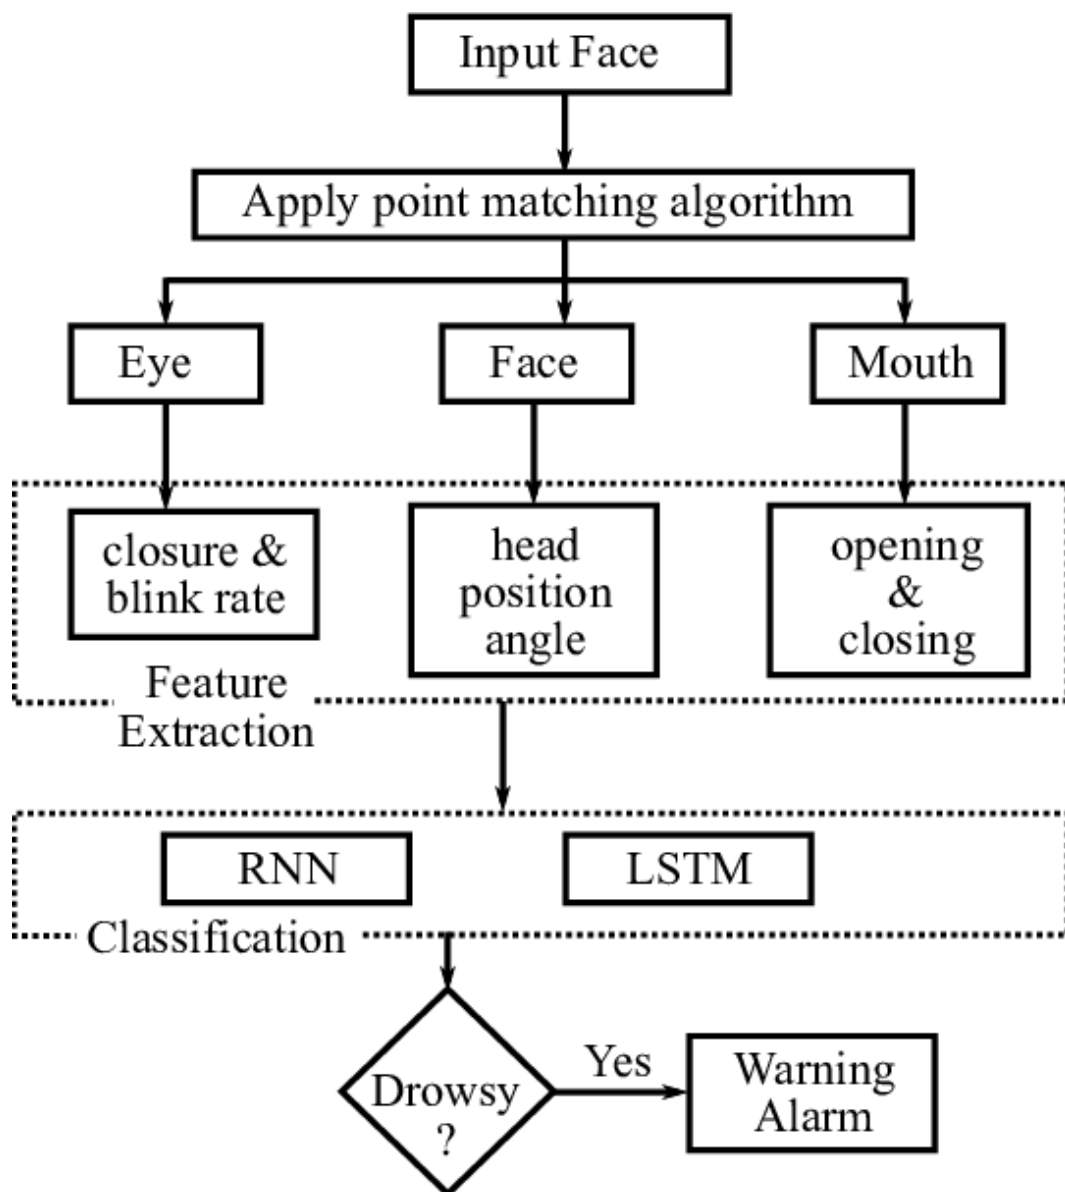 Input Face
Apply point matching algorithm
Eye
Face
Mouth
closure &
blink rate
head
position
angle
opening
&
closing
Feature
Extraction
RNN
LSTM
Classification
Drowsy
?
Yes
Warning
Alarm